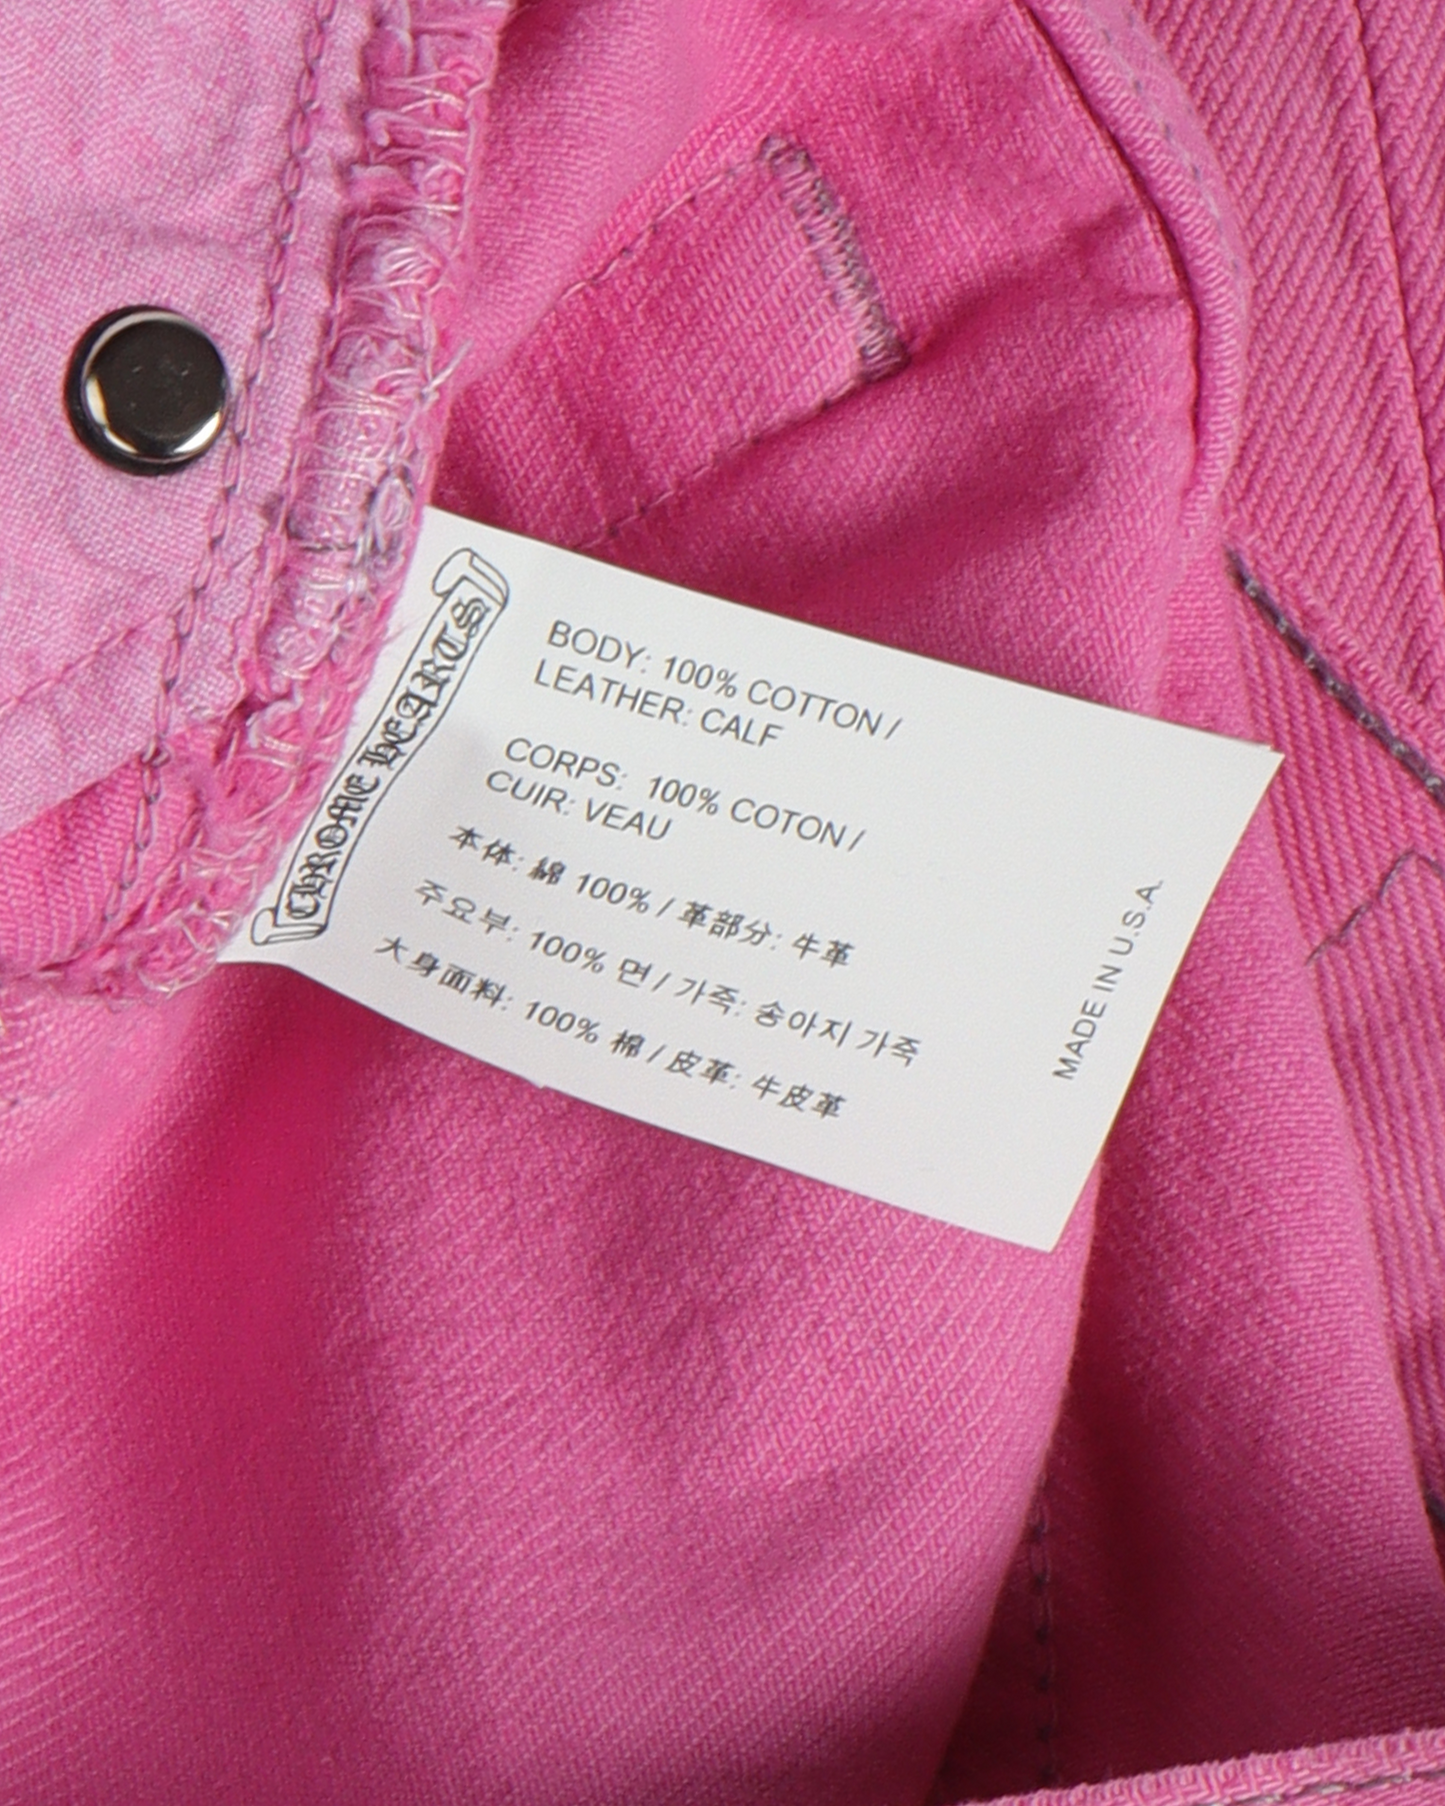 CHROME HEARTS
BODY: 100% COTTON /
LEATHER: CALF
CORPS: 100% COTON /
CUIR: VEAU
本体: 綿 100% / 革部分: 牛革
주요부: 100% 면 / 가죽: 송아지 가죽
大身面料: 100% 棉 / 皮革: 牛皮革
MADE IN U.S.A.